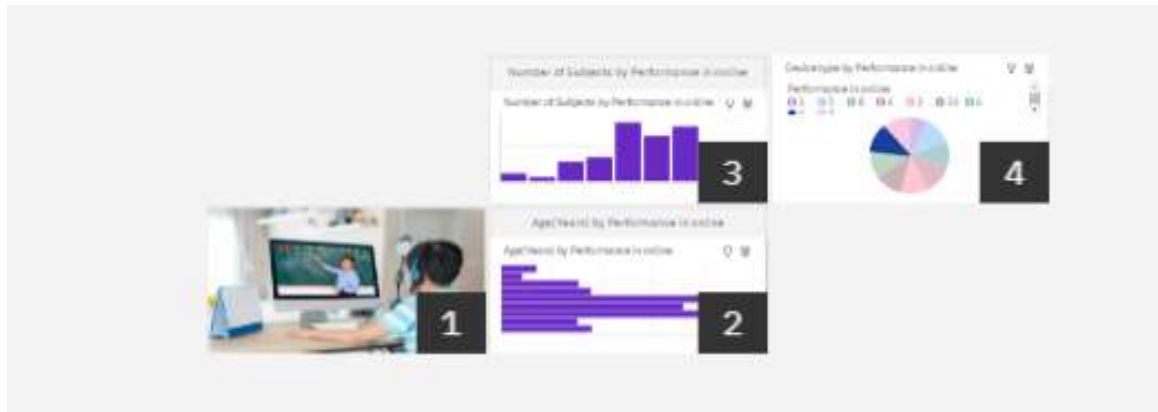 Number of Subjects by Performance in online
Number of Subjects by Performance in online
3
Device type by Performance in online
Performance in online
4
1
Age(Years) by Performance in online
Age(Years) by Performance in online
2